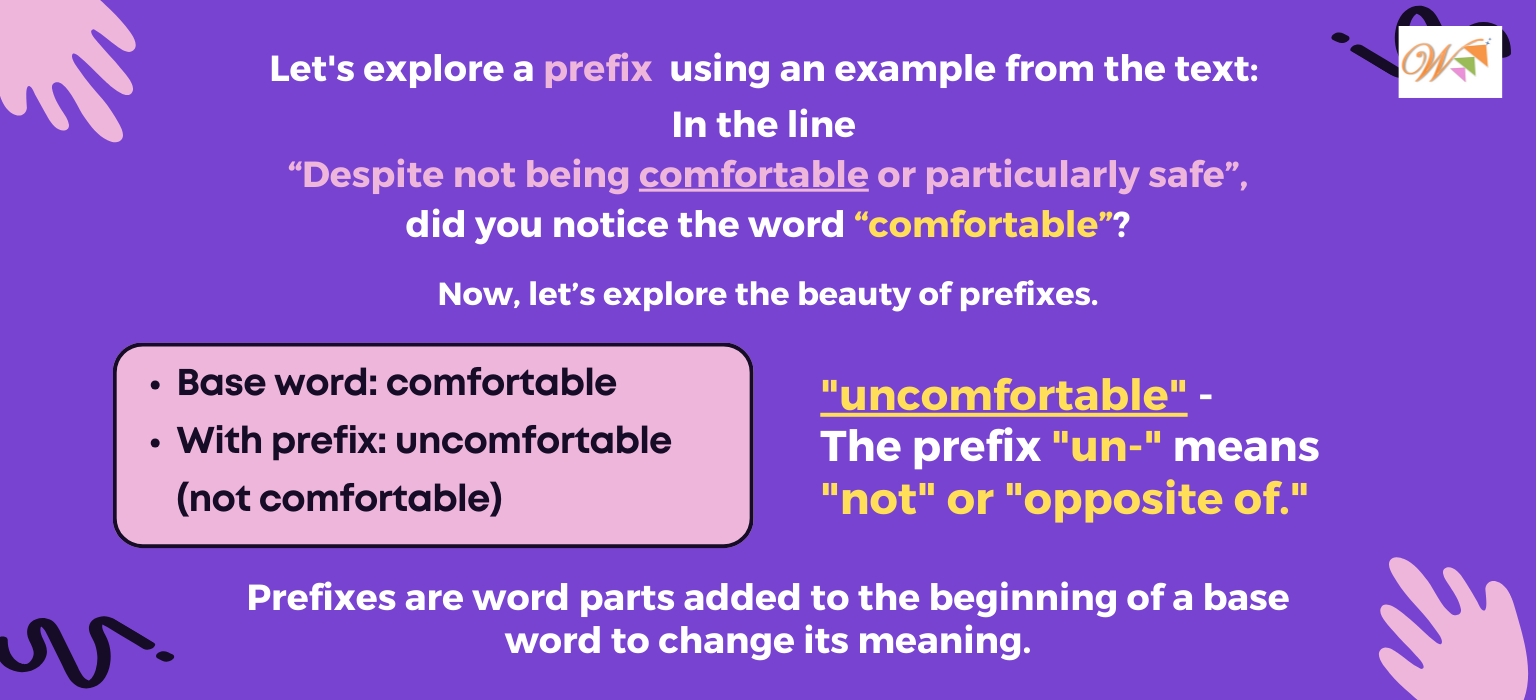 Let's explore a prefix using an example from the text:
In the line
“Despite not being comfortable or particularly safe”,
did you notice the word “comfortable”?
Now, let’s explore the beauty of prefixes.
• Base word: comfortable
• With prefix: uncomfortable
(not comfortable)
"uncomfortable" -
The prefix "un-" means
"not" or "opposite of."
Prefixes are word parts added to the beginning of a base
word to change its meaning.
W